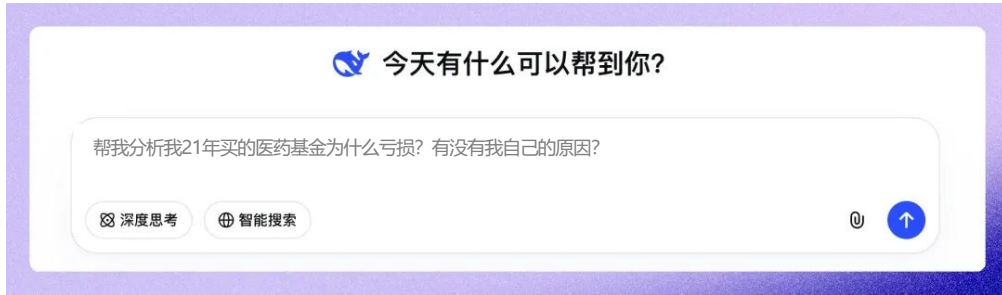 今天有什么可以帮到你?
帮我分析我21年买的医药基金为什么亏损？有没有我自己的原因?
深度思考
智能搜索